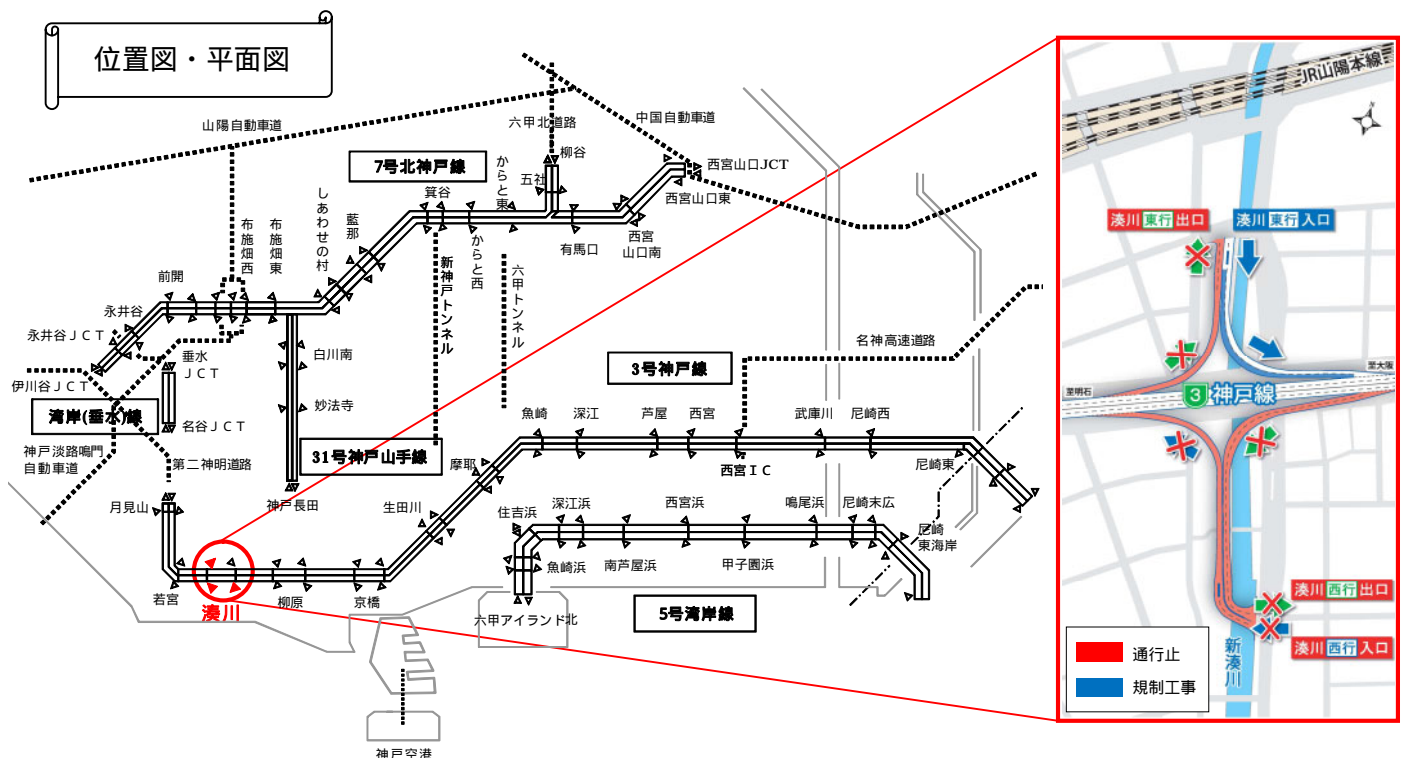 位置図・平面図
山陽自動車道
六甲北道路
中国自動車道
7号北神戸線
柳谷
五社
からと東
箕谷
西宮山口JCT
西宮山口東
しあわせの村
藍那
布施畑西
布施畑東
からと西
有馬口
西宮
山口南
前開
新神戸トンネル
六甲トンネル
永井谷
永井谷ＪＣＴ
伊川谷ＪＣＴ
垂水
ＪＣＴ
白川南
名神高速道路
3号神戸線
湾岸(垂水)線
名谷ＪＣＴ
妙法寺
魚崎
深江
芦屋
西宮
武庫川
尼崎西
神戸淡路鳴門
自動車道
第二神明道路
31号神戸山手線
摩耶
西宮ＩＣ
尼崎東
月見山
神戸長田
生田川
住吉浜
深江浜
西宮浜
鳴尾浜
尼崎末広
尼崎
東海岸
魚崎浜
南芦屋浜
甲子園浜
若宮
湊川
柳原
京橋
六甲アイランド北
5号湾岸線
神戸空港
JR山陽本線
湊川 東行 出口
湊川 東行 入口
至大阪
至明石
3 神戸線
湊川 西行 出口
湊川 西行 入口
新湊川
通行止
規制工事